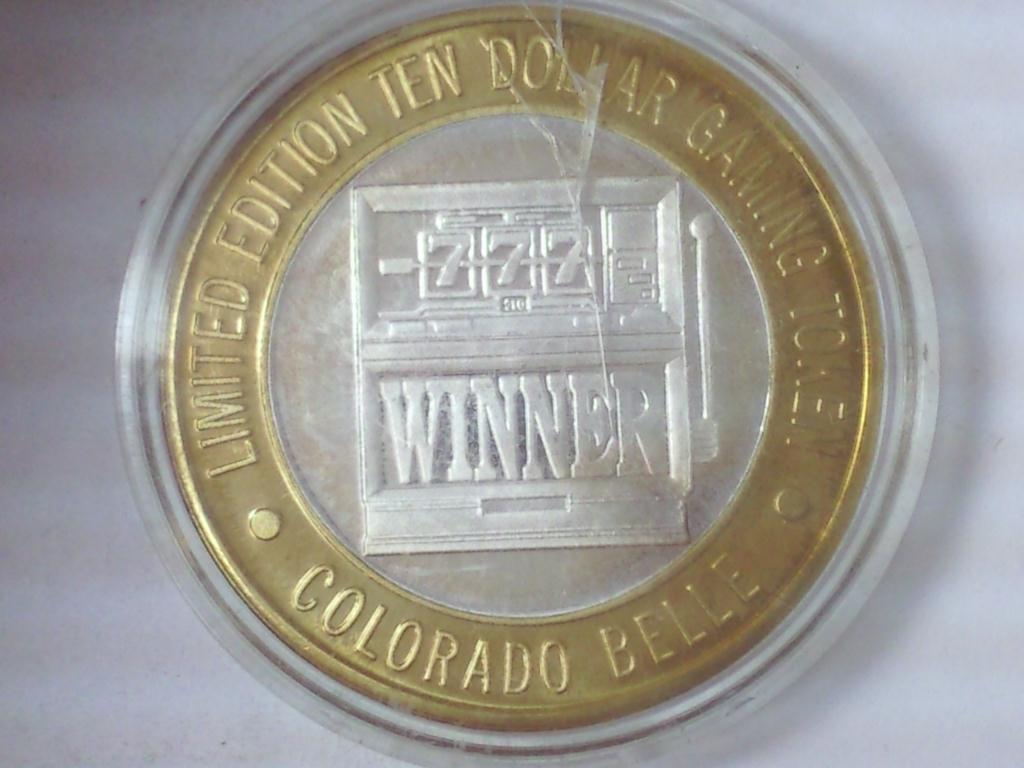 LIMITED EDITION TEN DOLLAR GAMING TOKEN
777
WINNER
• COLORADO BELLE •